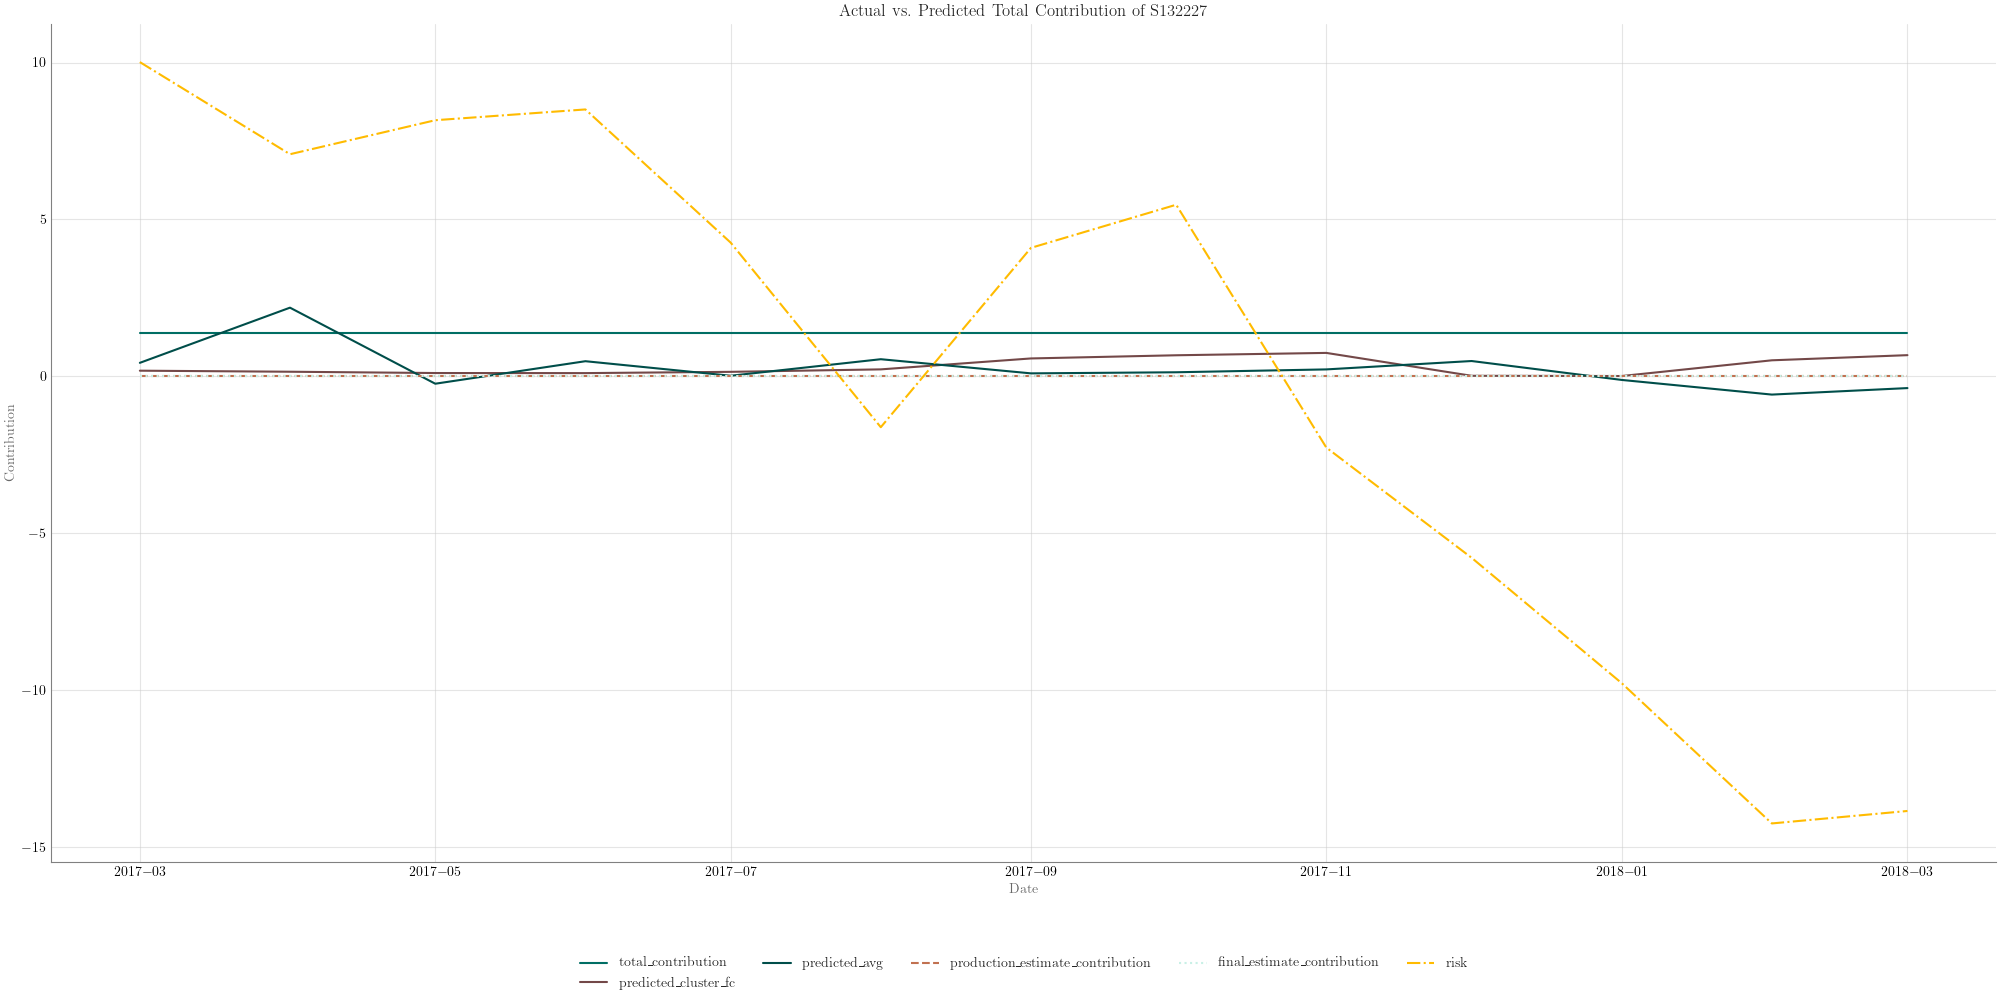 Actual vs. Predicted Total Contribution of S132227
10
5
0
−5
−10
−15
Contribution
2017−03 2017−05 2017−07 2017−09 2017−11 2018−01 2018−03
Date
total_contribution predicted_avg production_estimate_contribution final_estimate_contribution risk
predicted_cluster_fc